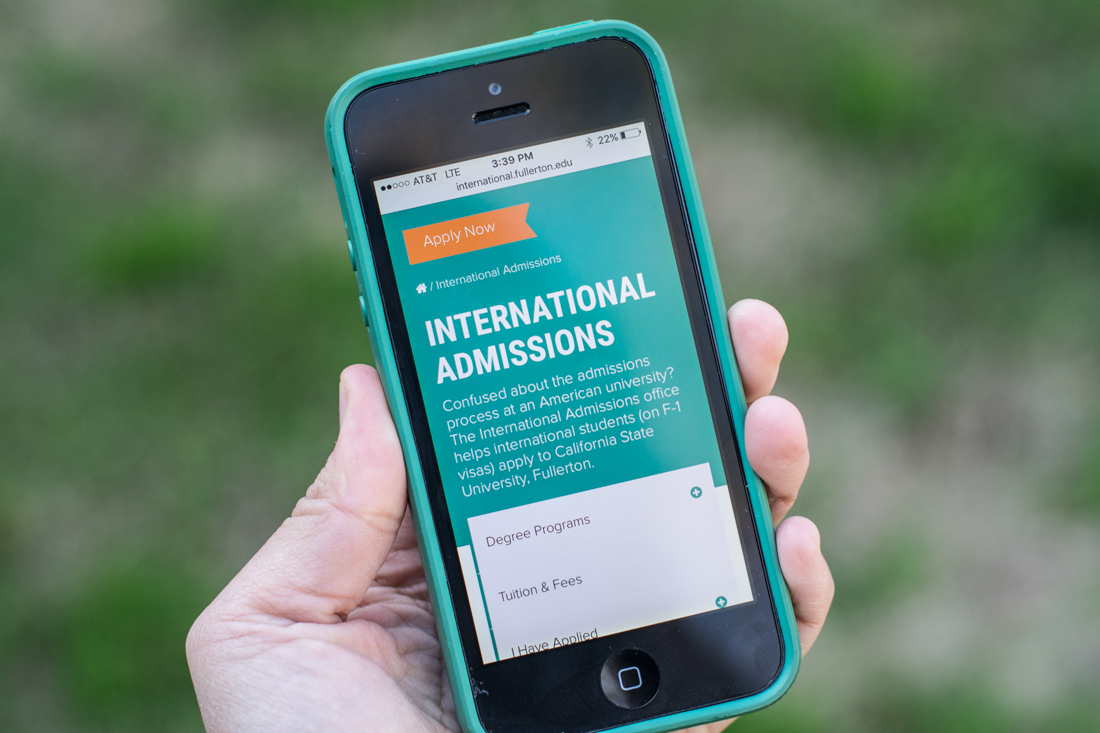 AT&T LTE 3:39 PM 22%
international.fullerton.edu
Apply Now
/ International Admissions
INTERNATIONAL
ADMISSIONS
Confused about the admissions
process at an American university?
The International Admissions office
helps international students (on F-1
visas) apply to California State
University, Fullerton.
Degree Programs
Tuition & Fees
I Have Applied